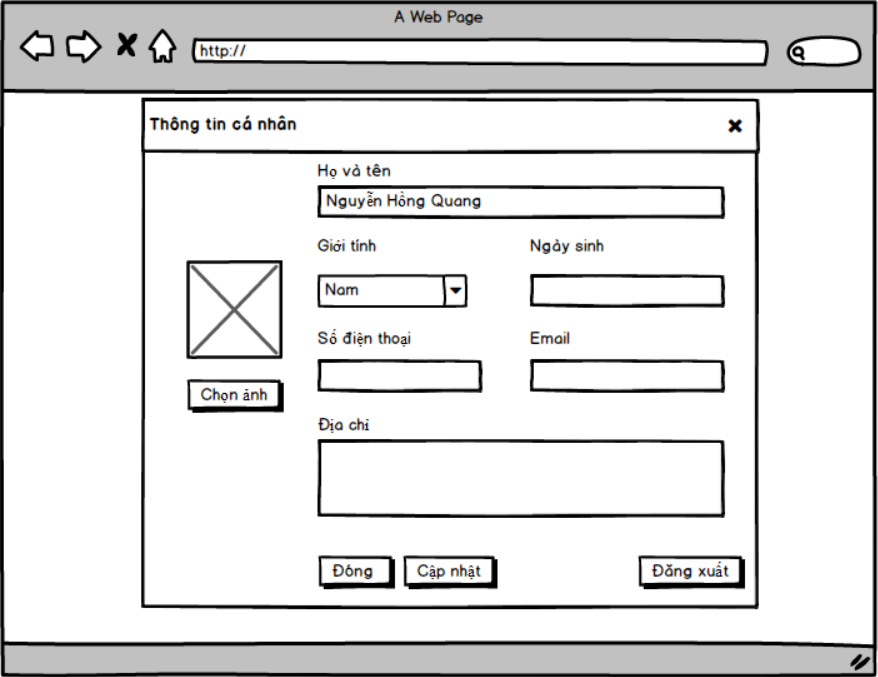 A Web Page
http://
Thông tin cá nhân
Họ và tên
Nguyễn Hồng Quang
Giới tính
Ngày sinh
Nam
Số điện thoại
Email
Chọn ảnh
Địa chỉ
Đóng
Cập nhật
Đăng xuất